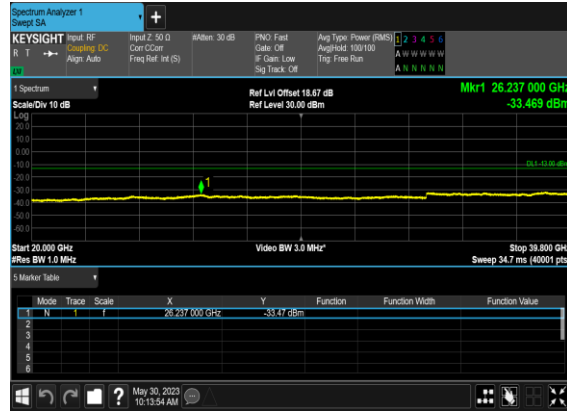 Spectrum Analyzer 1
Swept SA
+
KEYSIGHT
R T
Input: RF
Coupling: DC
Align: Auto
Input Z: 50 Ω
Corr CCorr
Freq Ref: Int (S)
#Atten: 30 dB
PNO: Fast
Gate: Off
IF Gain: Low
Sig Track: Off
Avg Type: Power (RMS)
Avg|Hold: 100/100
Trig: Free Run
1 2 3 4 5 6
A W W W W W
A N N N N N
1 Spectrum
Scale/Div 10 dB
Ref Lvl Offset 18.67 dB
Ref Level 30.00 dBm
Mkr1 26.237 000 GHz
-33.469 dBm
Log
20.0
10.0
0.00
-10.0
-20.0
-30.0
-40.0
-50.0
-60.0
1
DL1 -13.00 dBm
Start 20.000 GHz
#Res BW 1.0 MHz
Video BW 3.0 MHz*
Stop 39.800 GHz
Sweep 34.7 ms (40001 pts)
5 Marker Table
Mode Trace Scale X Y Function Function Width Function Value
1 N 1 f 26.237 000 GHz -33.47 dBm
2
3
4
5
6
?
May 30, 2023
10:13:54 AM